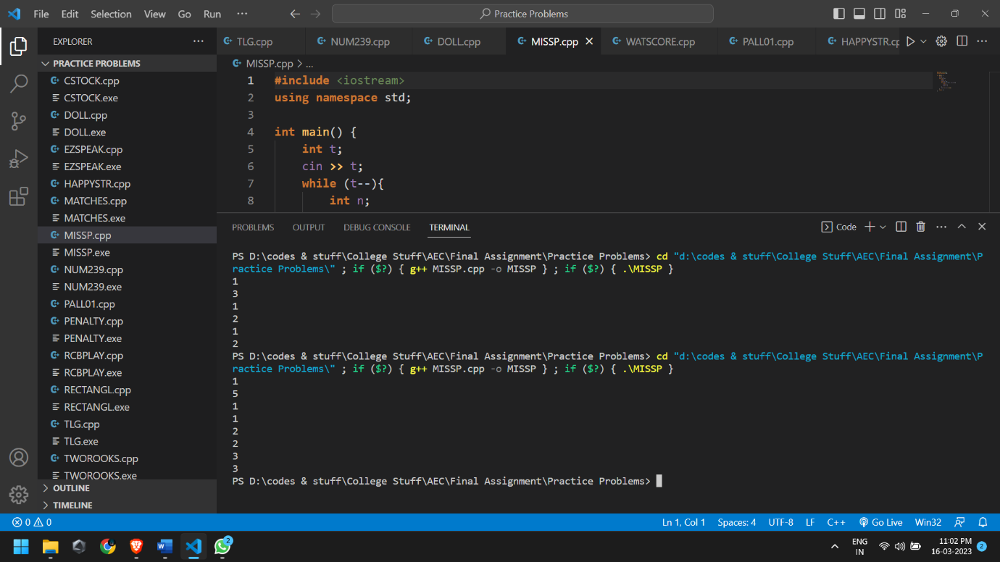 File Edit Selection View Go Run ··· Practice Problems
EXPLORER ···
TLG.cpp NUM239.cpp DOLL.cpp MISSP.cpp WATSCORE.cpp PALL01.cpp HAPPYSTR.cp
PRACTICE PROBLEMS
CSTOCK.cpp
CSTOCK.exe
DOLL.cpp
DOLL.exe
EZSPEAK.cpp
EZSPEAK.exe
HAPPYSTR.cpp
MATCHES.cpp
MATCHES.exe
MISSP.cpp
MISSP.exe
NUM239.cpp
NUM239.exe
PALL01.cpp
PENALTY.cpp
PENALTY.exe
RCBPLAY.cpp
RCBPLAY.exe
RECTANGL.cpp
RECTANGL.exe
TLG.cpp
TLG.exe
TWOROOKS.cpp
TWOROOKS.exe
OUTLINE
TIMELINE
MISSP.cpp > ...
1 #include <iostream>
2 using namespace std;
3
4 int main() {
5 int t;
6 cin >> t;
7 while (t--){
8 int n;
PROBLEMS OUTPUT DEBUG CONSOLE TERMINAL Code
PS D:\codes & stuff\College Stuff\AEC\Final Assignment\Practice Problems> cd "d:\codes & stuff\College Stuff\AEC\Final Assignment\P
ractice Problems\" ; if ($?) { g++ MISSP.cpp -o MISSP } ; if ($?) { .\MISSP }
1
3
1
2
1
2
PS D:\codes & stuff\College Stuff\AEC\Final Assignment\Practice Problems> cd "d:\codes & stuff\College Stuff\AEC\Final Assignment\P
ractice Problems\" ; if ($?) { g++ MISSP.cpp -o MISSP } ; if ($?) { .\MISSP }
1
5
1
1
2
2
3
3
PS D:\codes & stuff\College Stuff\AEC\Final Assignment\Practice Problems>
0 0 Ln 1, Col 1 Spaces: 4 UTF-8 LF C++ Go Live Win32
W 2 ENG 11:02 PM
IN 16-03-2023 2